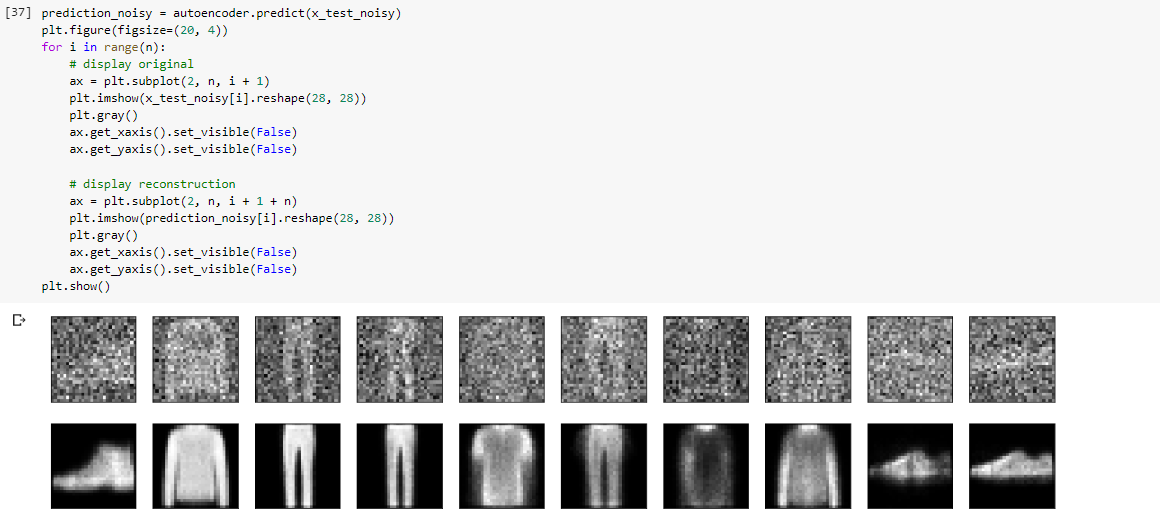 [37] prediction_noisy = autoencoder.predict(x_test_noisy)
plt.figure(figsize=(20, 4))
for i in range(n):
    # display original
    ax = plt.subplot(2, n, i + 1)
    plt.imshow(x_test_noisy[i].reshape(28, 28))
    plt.gray()
    ax.get_xaxis().set_visible(False)
    ax.get_yaxis().set_visible(False)

    # display reconstruction
    ax = plt.subplot(2, n, i + 1 + n)
    plt.imshow(prediction_noisy[i].reshape(28, 28))
    plt.gray()
    ax.get_xaxis().set_visible(False)
    ax.get_yaxis().set_visible(False)
plt.show()